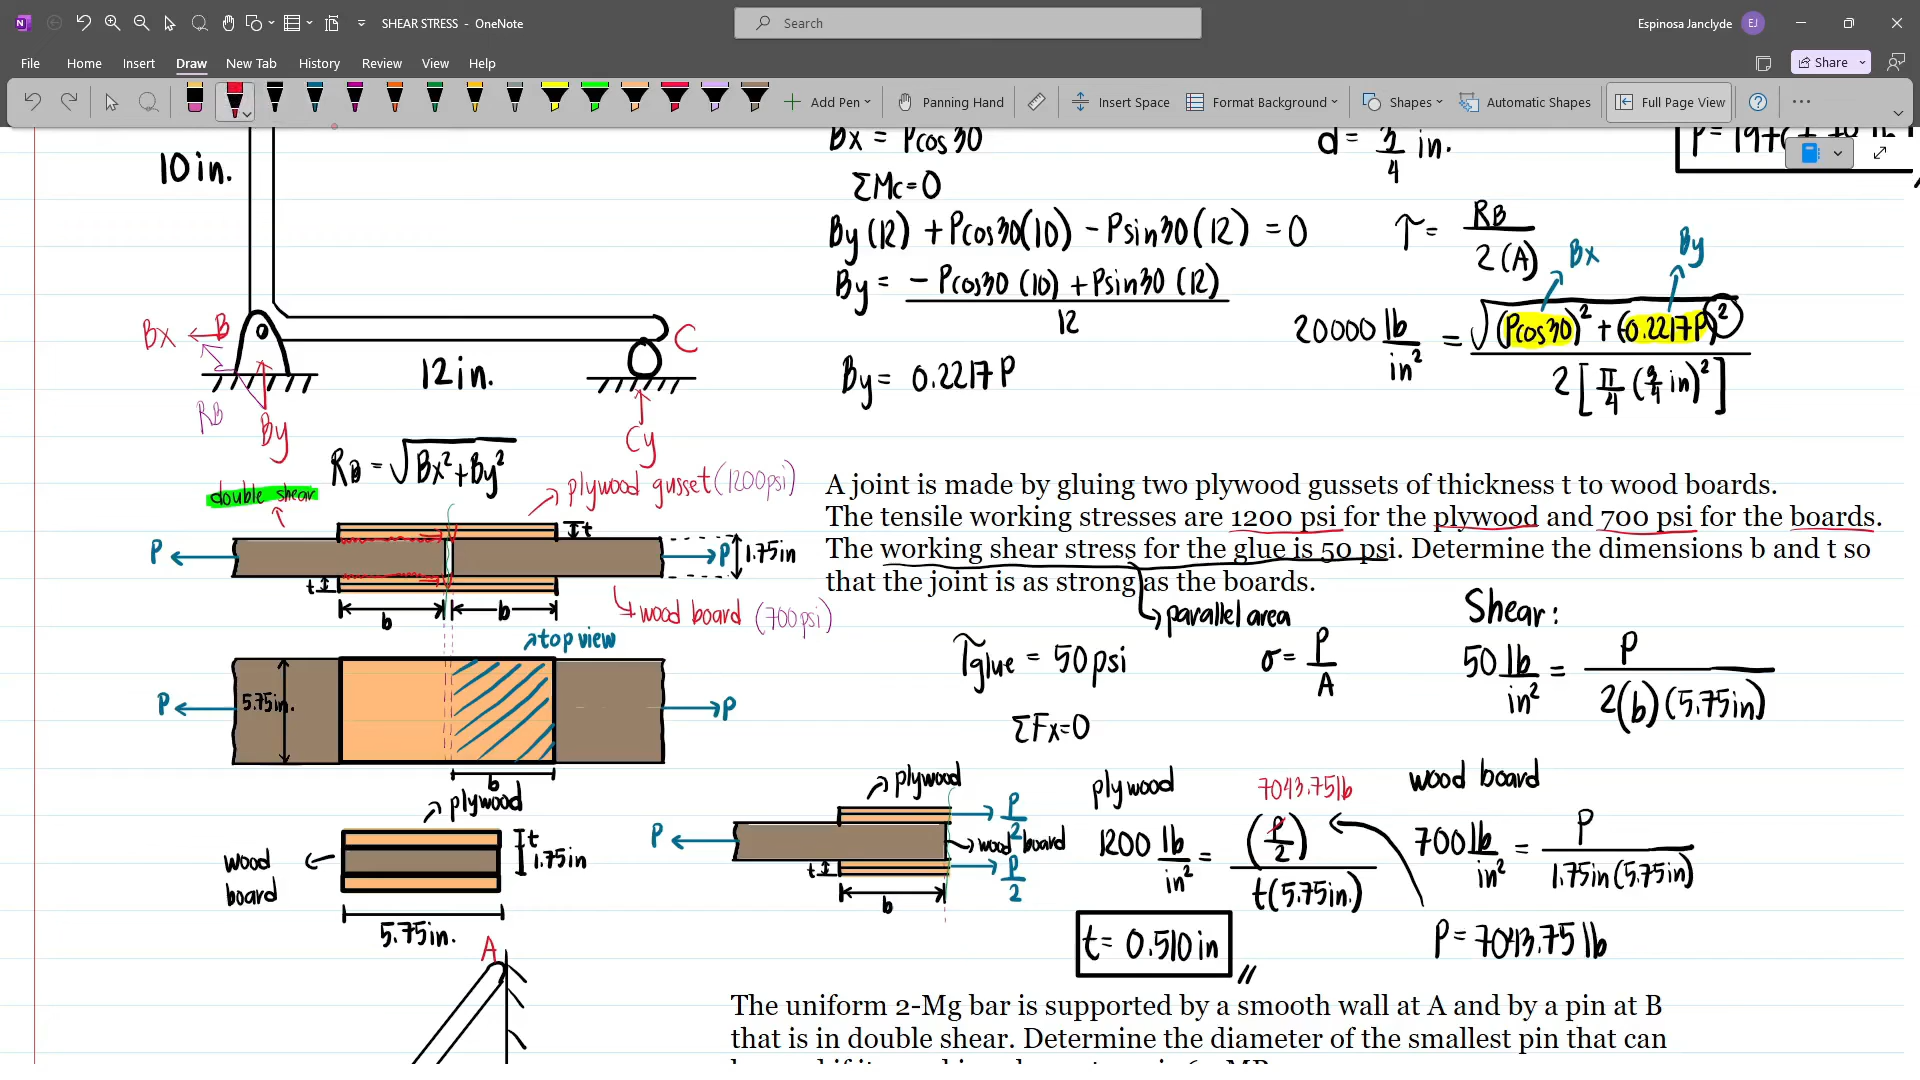 SHEAR STRESS - OneNote
Search
Espinosa Janclyde
EJ
File Home Insert Draw New Tab History Review View Help
Share
Add Pen
Panning Hand
Insert Space
Format Background
Shapes
Automatic Shapes
Full Page View
10 in.
Bx
B
C
12 in.
RB
By
Cy
RB = √Bx²+By²
double shear
plywood gusset (1200psi)
t
P
P
1.75in
t
b
b
wood board (700psi)
top view
P
5.75in.
P
b
plywood
t
1.75in
wood
board
5.75in.
A
Bx = Pcos30
ΣMc=0
By(12) + Pcos30(10) - Psin30(12) = 0
By = -Pcos30(10) + Psin30(12)
12
By = 0.2217P
d = 3/4 in.
τ = RB
2(A)
Bx
By
20000 lb/in² = √(Pcos30)² + (-0.2217P)²
2[π/4 (3/4 in)²]
A joint is made by gluing two plywood gussets of thickness t to wood boards.
The tensile working stresses are 1200 psi for the plywood and 700 psi for the boards.
The working shear stress for the glue is 50 psi. Determine the dimensions b and t so
that the joint is as strong as the boards.
parallel area
τglue = 50psi
σ = P/A
Shear:
50 lb/in² = P
2(b)(5.75in)
ΣFx=0
plywood
P
P/2
wood board
P/2
t
b
plywood
7043.75lb
1200 lb/in² = (P/2)
t(5.75in.)
t = 0.510in
wood board
700 lb/in² = P
1.75in(5.75in)
P = 7043.75 lb
The uniform 2-Mg bar is supported by a smooth wall at A and by a pin at B
that is in double shear. Determine the diameter of the smallest pin that can